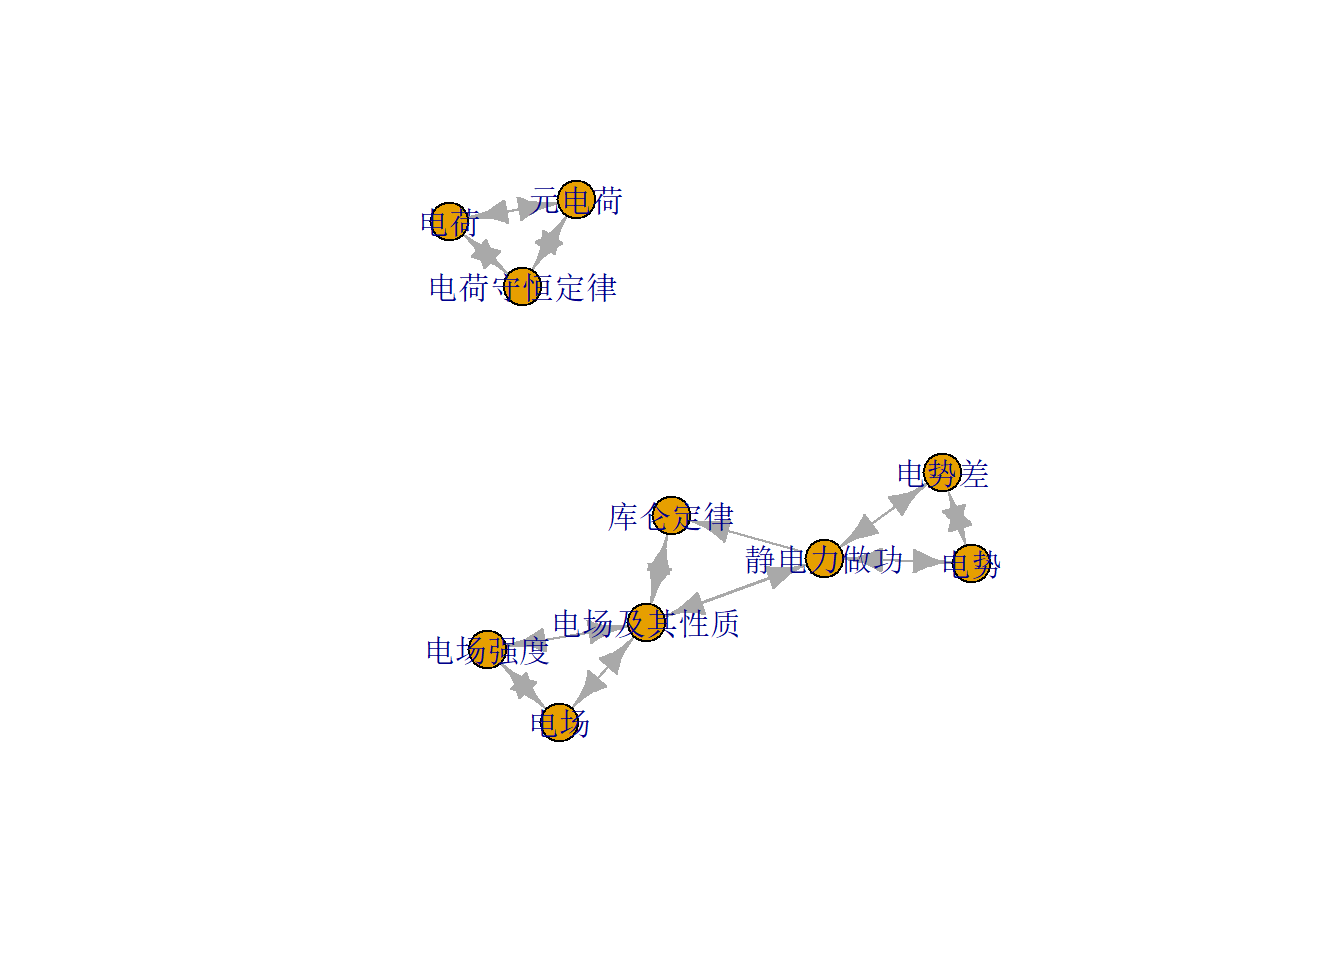 元电荷
电荷
电荷守恒定律
电势差
库仑定律
静电力做功
电势
电场及其性质
电场强度
电场